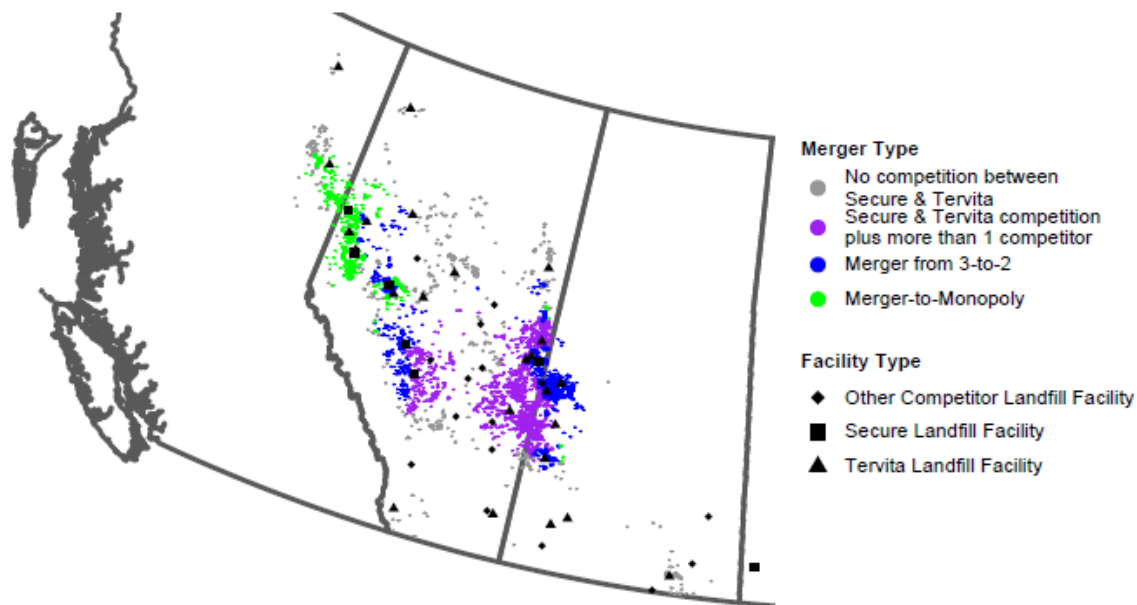 Merger Type
No competition between
Secure & Tervita
Secure & Tervita competition
plus more than 1 competitor
Merger from 3-to-2
Merger-to-Monopoly
Facility Type
Other Competitor Landfill Facility
Secure Landfill Facility
Tervita Landfill Facility